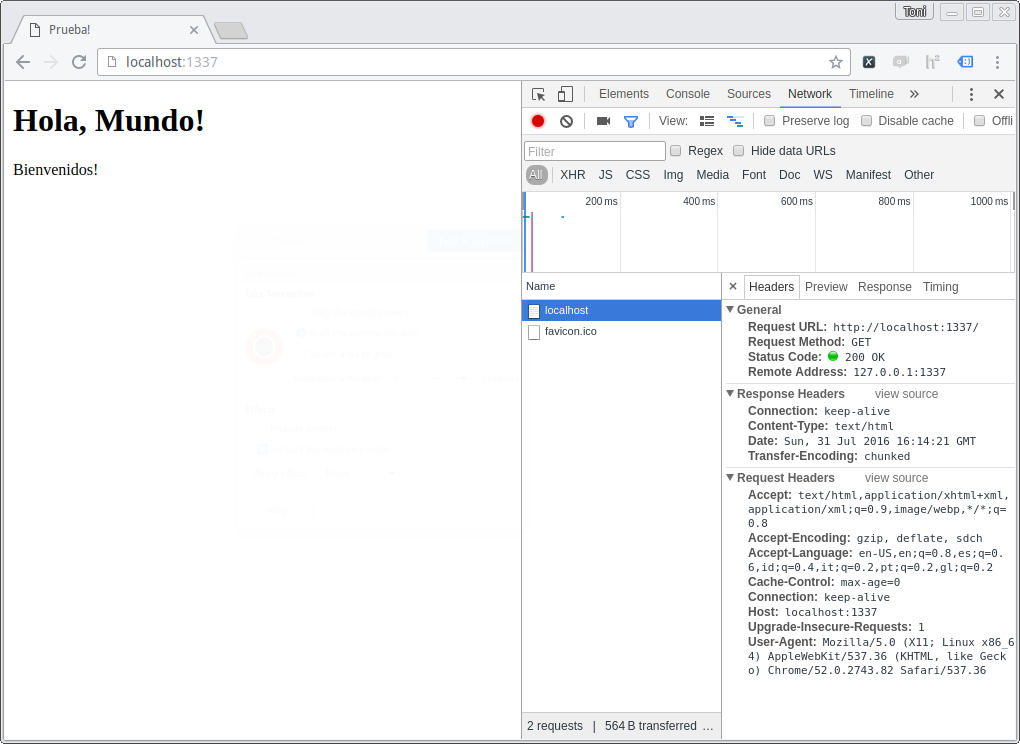 Toni
Prueba!
localhost:1337
Hola, Mundo!
Bienvenidos!
Elements Console Sources Network Timeline »
View: Preserve log Disable cache Offli
Filter Regex Hide data URLs
All XHR JS CSS Img Media Font Doc WS Manifest Other
200 ms 400 ms 600 ms 800 ms 1000 ms
Name
localhost
favicon.ico
2 requests | 564 B transferred ...
× Headers Preview Response Timing
General
Request URL: http://localhost:1337/
Request Method: GET
Status Code: 200 OK
Remote Address: 127.0.0.1:1337
Response Headers view source
Connection: keep-alive
Content-Type: text/html
Date: Sun, 31 Jul 2016 16:14:21 GMT
Transfer-Encoding: chunked
Request Headers view source
Accept: text/html,application/xhtml+xml,
application/xml;q=0.9,image/webp,*/*;q=
0.8
Accept-Encoding: gzip, deflate, sdch
Accept-Language: en-US,en;q=0.8,es;q=0.
6,id;q=0.4,it;q=0.2,pt;q=0.2,gl;q=0.2
Cache-Control: max-age=0
Connection: keep-alive
Host: localhost:1337
Upgrade-Insecure-Requests: 1
User-Agent: Mozilla/5.0 (X11; Linux x86_6
4) AppleWebKit/537.36 (KHTML, like Geck
o) Chrome/52.0.2743.82 Safari/537.36